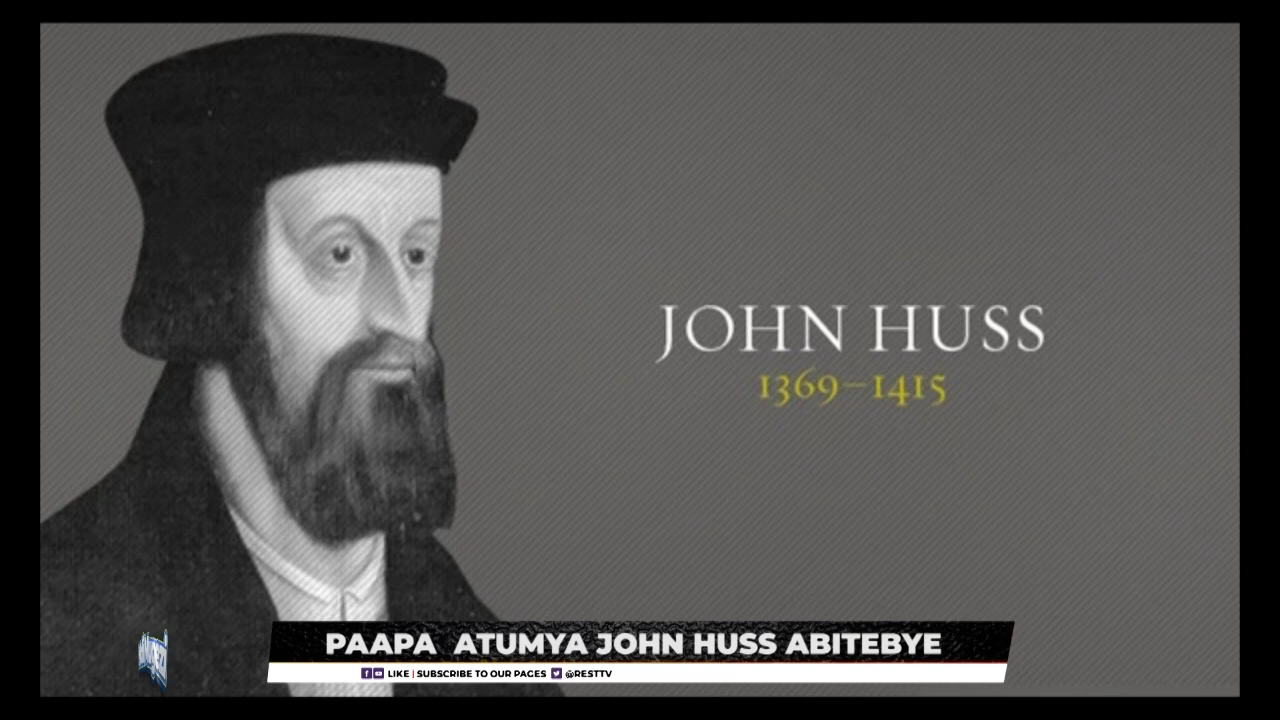 JOHN HUSS
1369–1415
PAAPA ATUMYA JOHN HUSS ABITEBYE
LIKE | SUBSCRIBE TO OUR PAGES @RESTTV